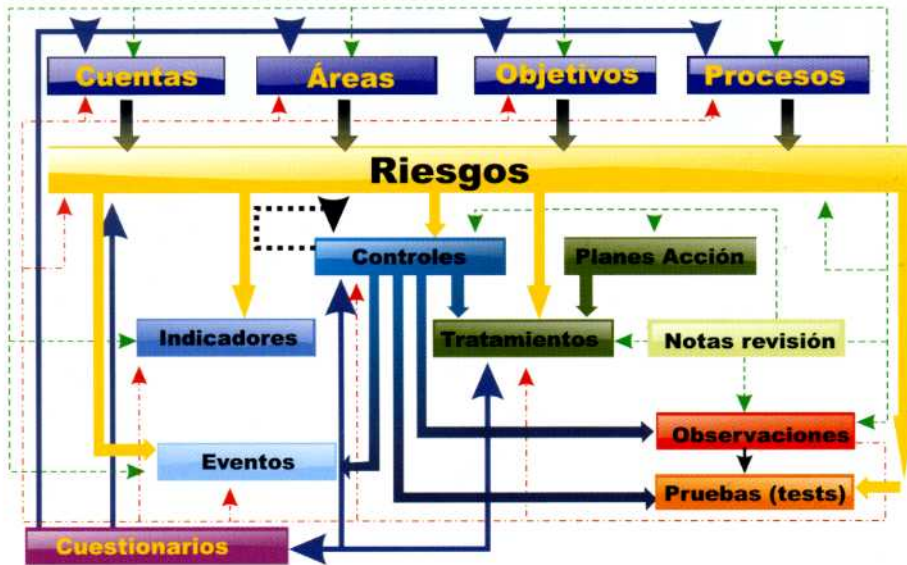 Cuentas
Áreas
Objetivos
Procesos
Riesgos
Controles
Planes Acción
Indicadores
Tratamientos
Notas revisión
Observaciones
Eventos
Pruebas (tests)
Cuestionarios